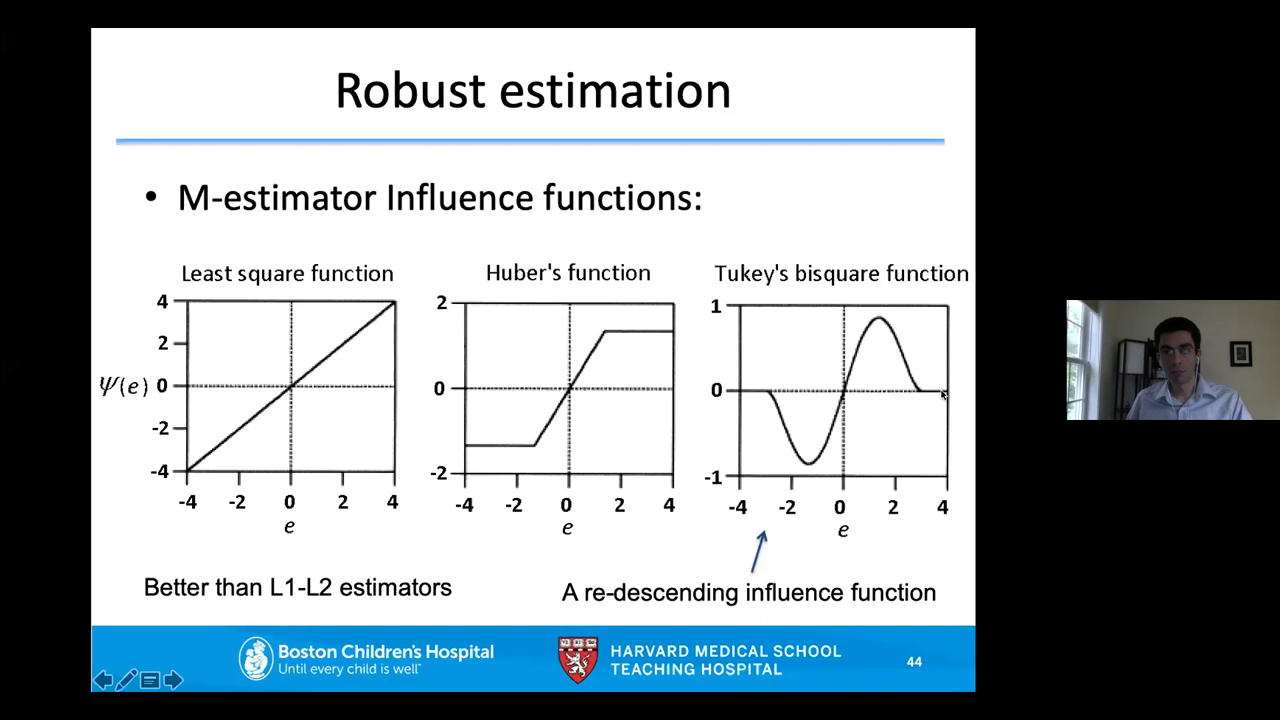 Robust estimation
• M-estimator Influence functions:
Least square function
4
2
0
-2
-4
Ψ(e)
-4 -2 0 2 4
e
Huber's function
2
0
-2
-4 -2 0 2 4
e
Tukey's bisquare function
1
0
-1
-4 -2 0 2 4
e
Better than L1-L2 estimators
A re-descending influence function
Boston Children's Hospital
Until every child is well™
HARVARD MEDICAL SCHOOL
TEACHING HOSPITAL
44